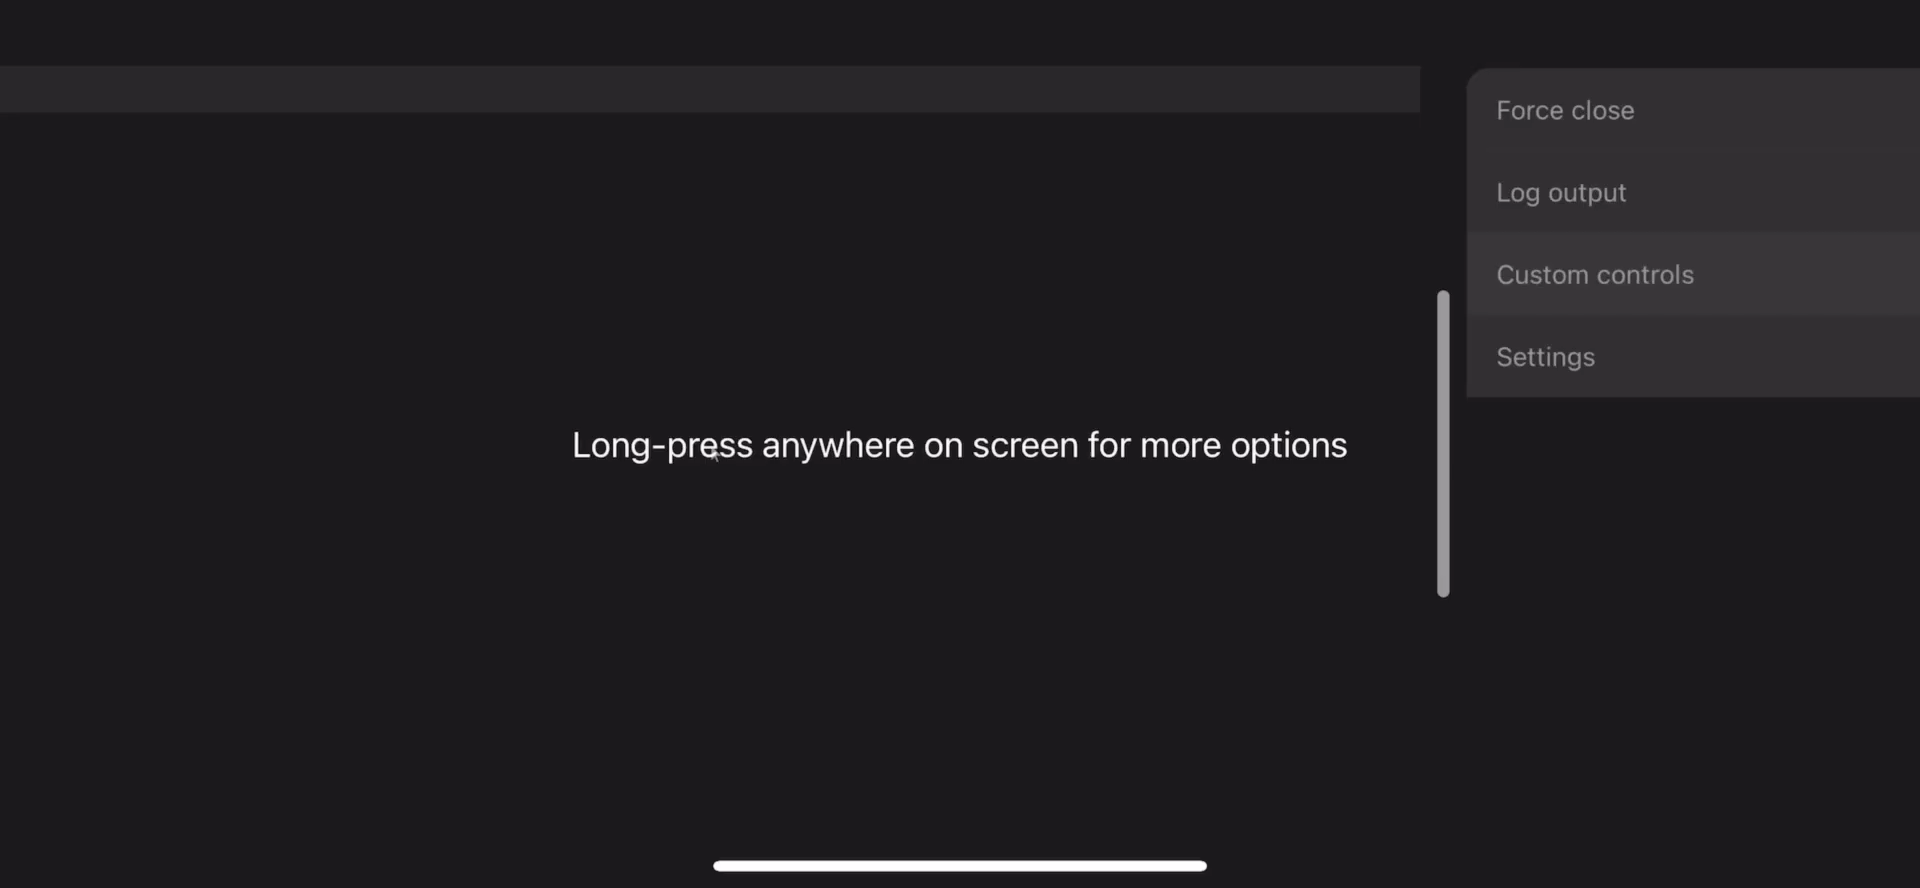 Force close
Log output
Custom controls
Settings
Long-press anywhere on screen for more options